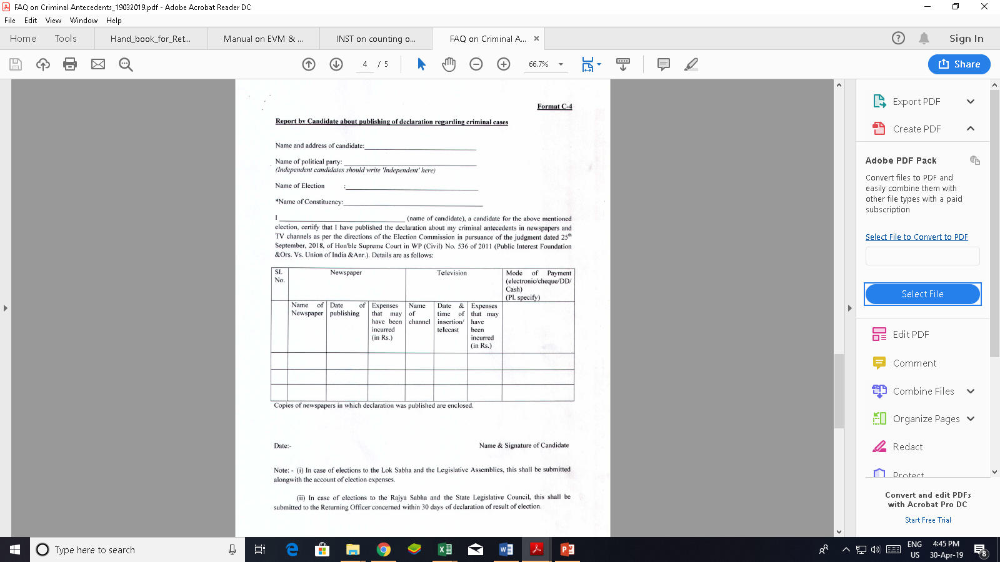 FAQ on Criminal Antecedents_19032019.pdf - Adobe Acrobat Reader DC
File Edit View Window Help
Home Tools Hand_book_for_Ret... Manual on EVM & ... INST on counting o... FAQ on Criminal A... Sign In
4 / 5 66.7% Share
Format C-4
Report by Candidate about publishing of declaration regarding criminal cases
Name and address of candidate:
Name of political party:
(Independent candidates should write 'Independent' here)
Name of Election :
*Name of Constituency:
I (name of candidate), a candidate for the above mentioned
election, certify that I have published the declaration about my criminal antecedents in newspapers and
TV channels as per the directions of the Election Commission in pursuance of the judgment dated 25th
September, 2018, of Hon'ble Supreme Court in WP (Civil) No. 536 of 2011 (Public Interest Foundation
&Ors. Vs. Union of India &Anr.). Details are as follows:
SI. No.
Newspaper
Television
Mode of Payment
(electronic/cheque/DD/
Cash)
(Pl. specify)
Name of
Newspaper
Date of
publishing
Expenses
that may
have been
incurred
(in Rs.)
Name
of
channel
Date &
time of
insertion/
telecast
Expenses
that may
have
been
incurred
(in Rs.)
Copies of newspapers in which declaration was published are enclosed.
Date:- Name & Signature of Candidate
Note: - (i) In case of elections to the Lok Sabha and the Legislative Assemblies, this shall be submitted
alongwith the account of election expenses.
(ii) In case of elections to the Rajya Sabha and the State Legislative Council, this shall be
submitted to the Returning Officer concerned within 30 days of declaration of result of election.
Export PDF
Create PDF
Adobe PDF Pack
Convert files to PDF and
easily combine them with
other file types with a paid
subscription
Select File to Convert to PDF
Select File
Edit PDF
Comment
Combine Files
Organize Pages
Redact
Protect
Convert and edit PDFs
with Acrobat Pro DC
Start Free Trial
Type here to search
ENG
US
4:45 PM
30-Apr-19
8